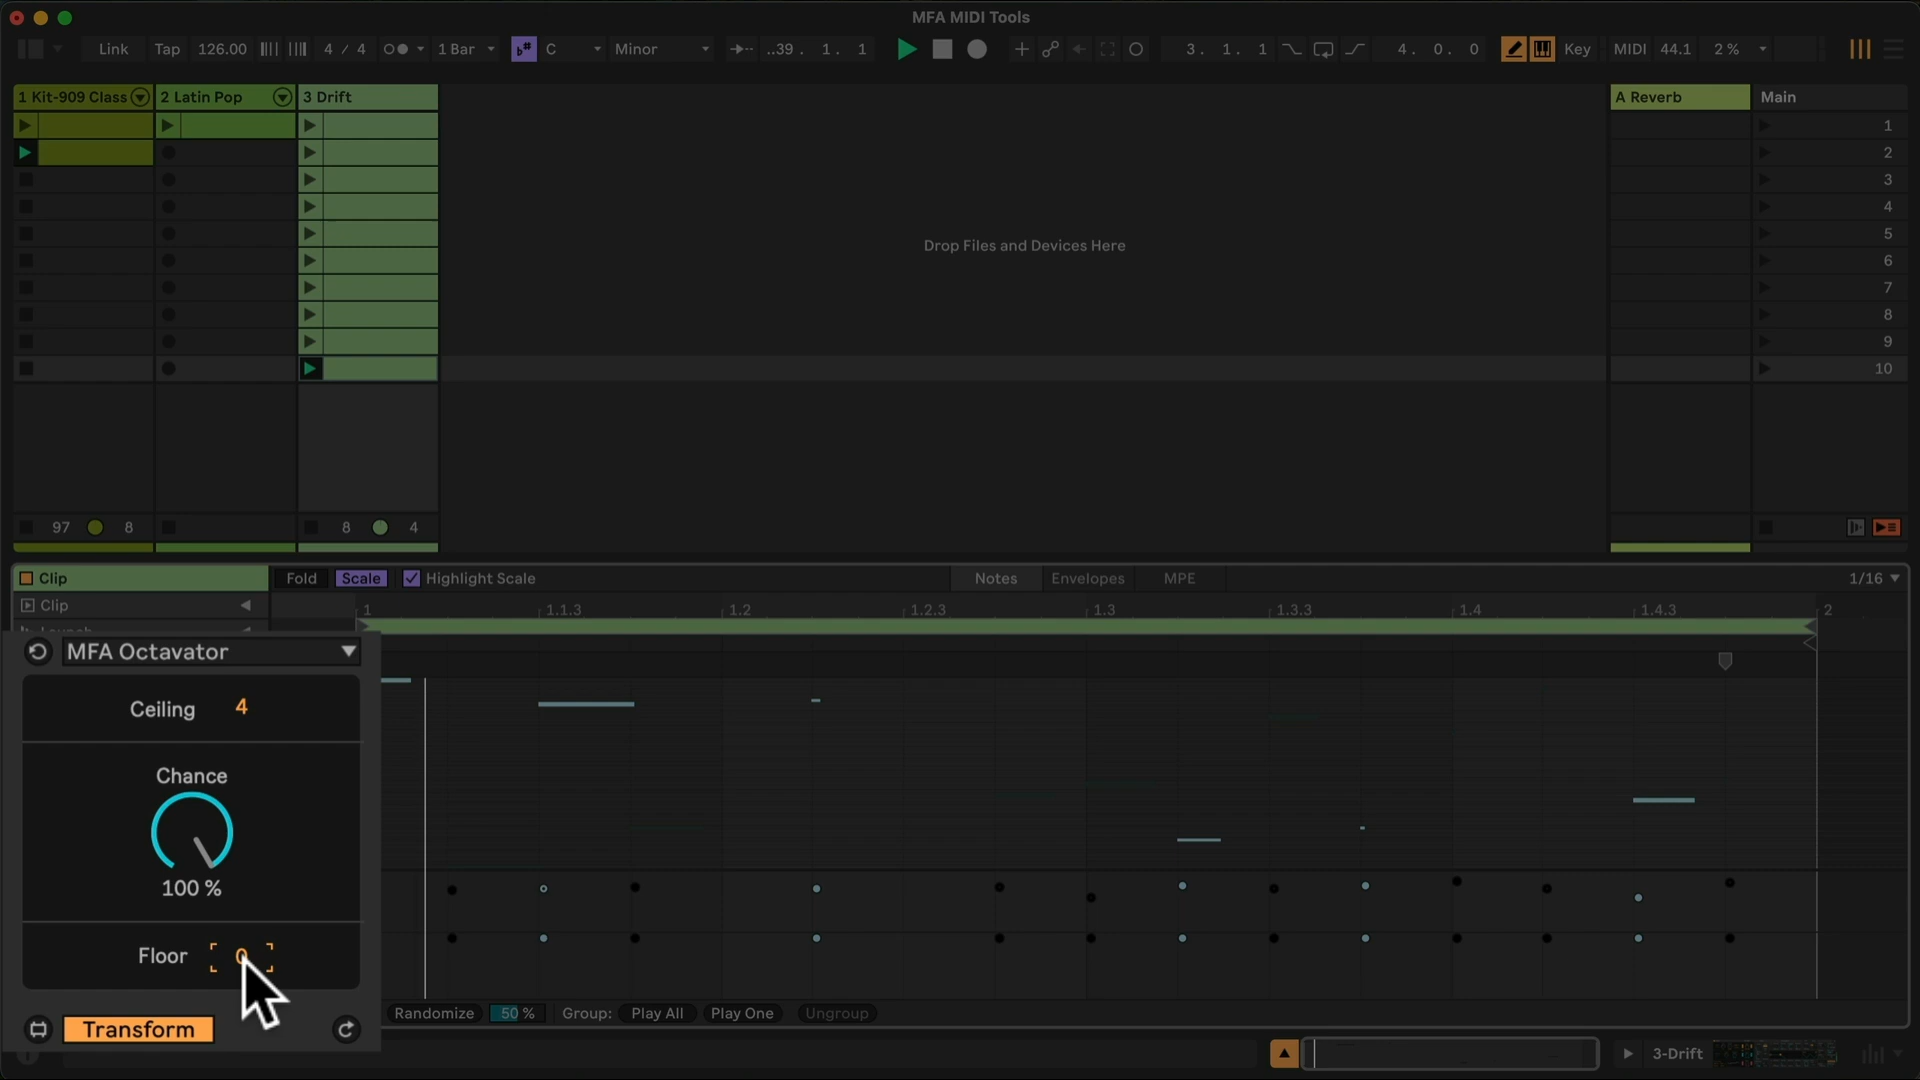 MFA MIDI Tools
Link Tap 126.00 4 / 4 1 Bar C Minor ..39. 1. 1 3. 1. 1 4. 0. 0 Key MIDI 44.1 2 %
1 Kit-909 Class 2 Latin Pop 3 Drift A Reverb Main
1
2
3
4
5
6
7
8
9
10
Drop Files and Devices Here
97 8 8 4
Clip Fold Scale Highlight Scale Notes Envelopes MPE 1/16
Clip 1 1.1.3 1.2 1.2.3 1.3 1.3.3 1.4 1.4.3 2
MFA Octavator
Ceiling 4
Chance
100 %
Floor 0
Transform
Randomize 50 % Group: Play All Play One Ungroup
3-Drift